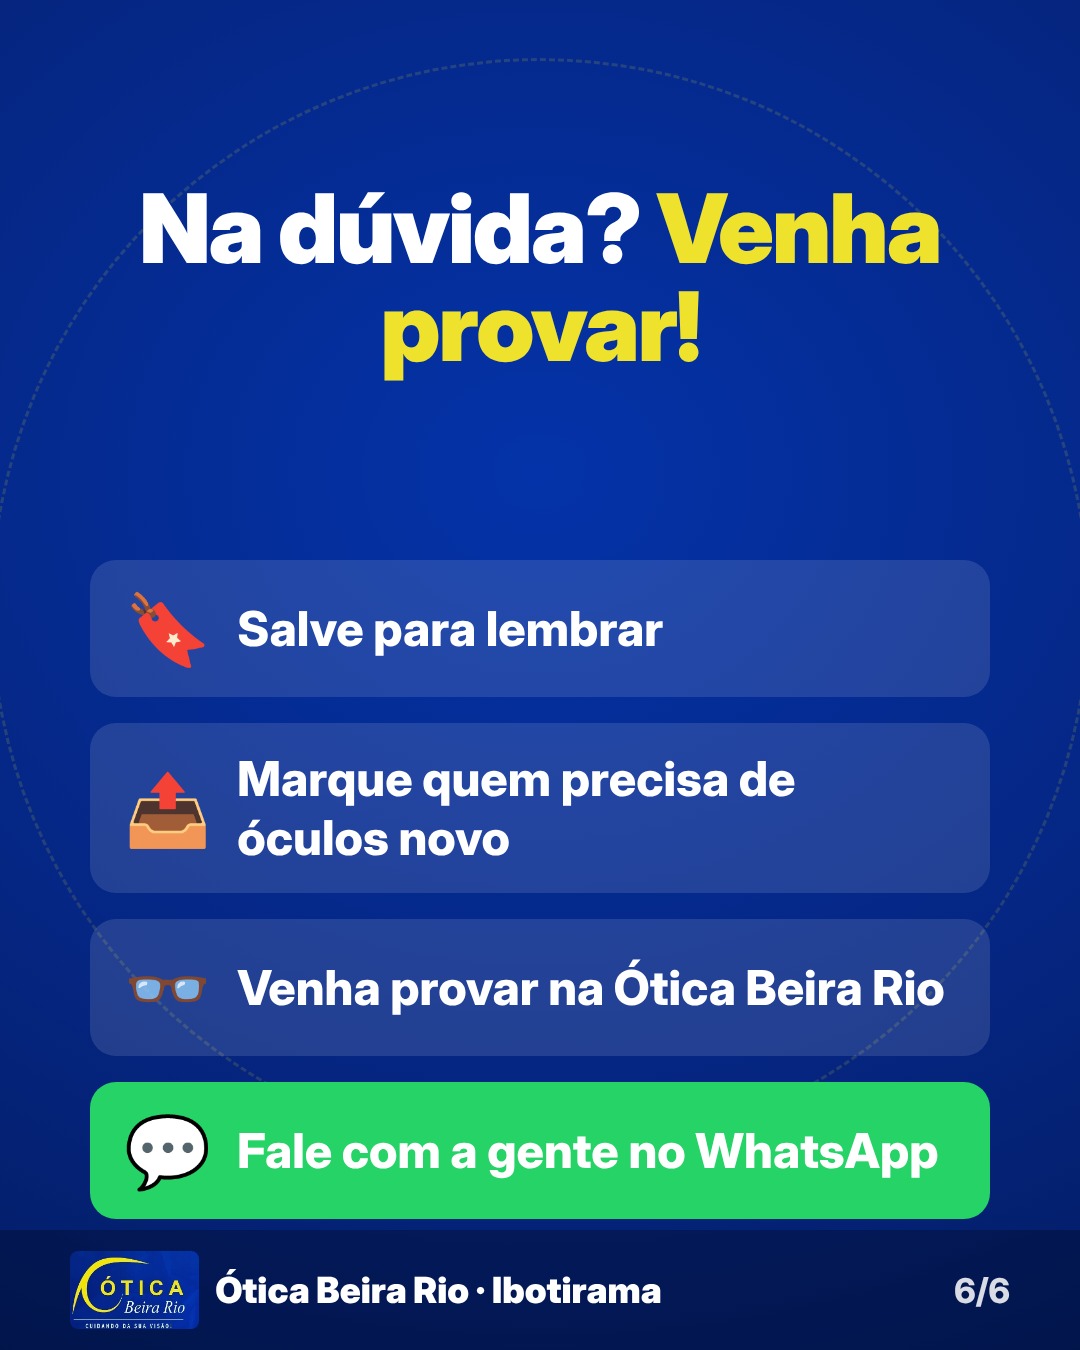 Na dúvida? Venha
provar!
Salve para lembrar
Marque quem precisa de
óculos novo
Venha provar na Ótica Beira Rio
Fale com a gente no WhatsApp
ÓTICA
Beira Rio
CUIDANDO DA SUA VISÃO.
Ótica Beira Rio · Ibotirama
6/6